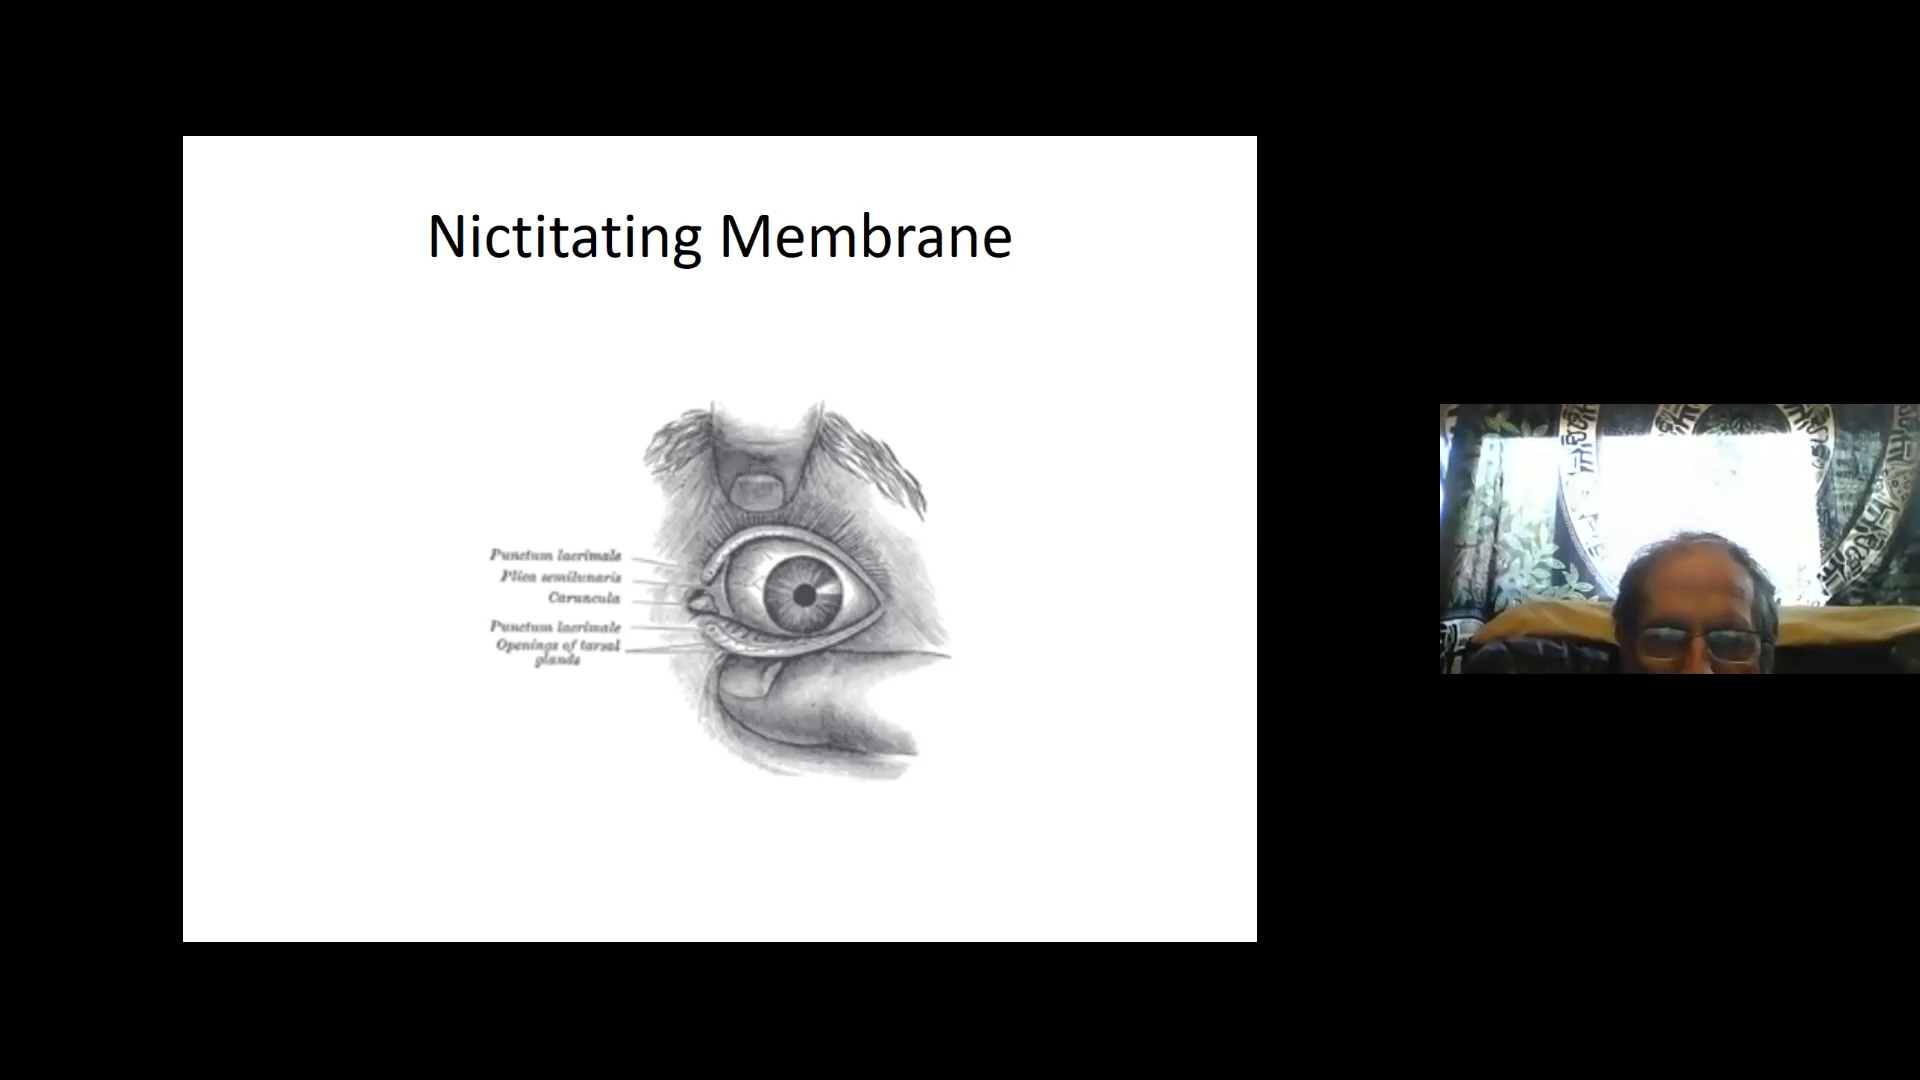 Nictitating Membrane
Punctum lacrimale
Plica semilunaris
Caruncula
Punctum lacrimale
Openings of tarsal
glands